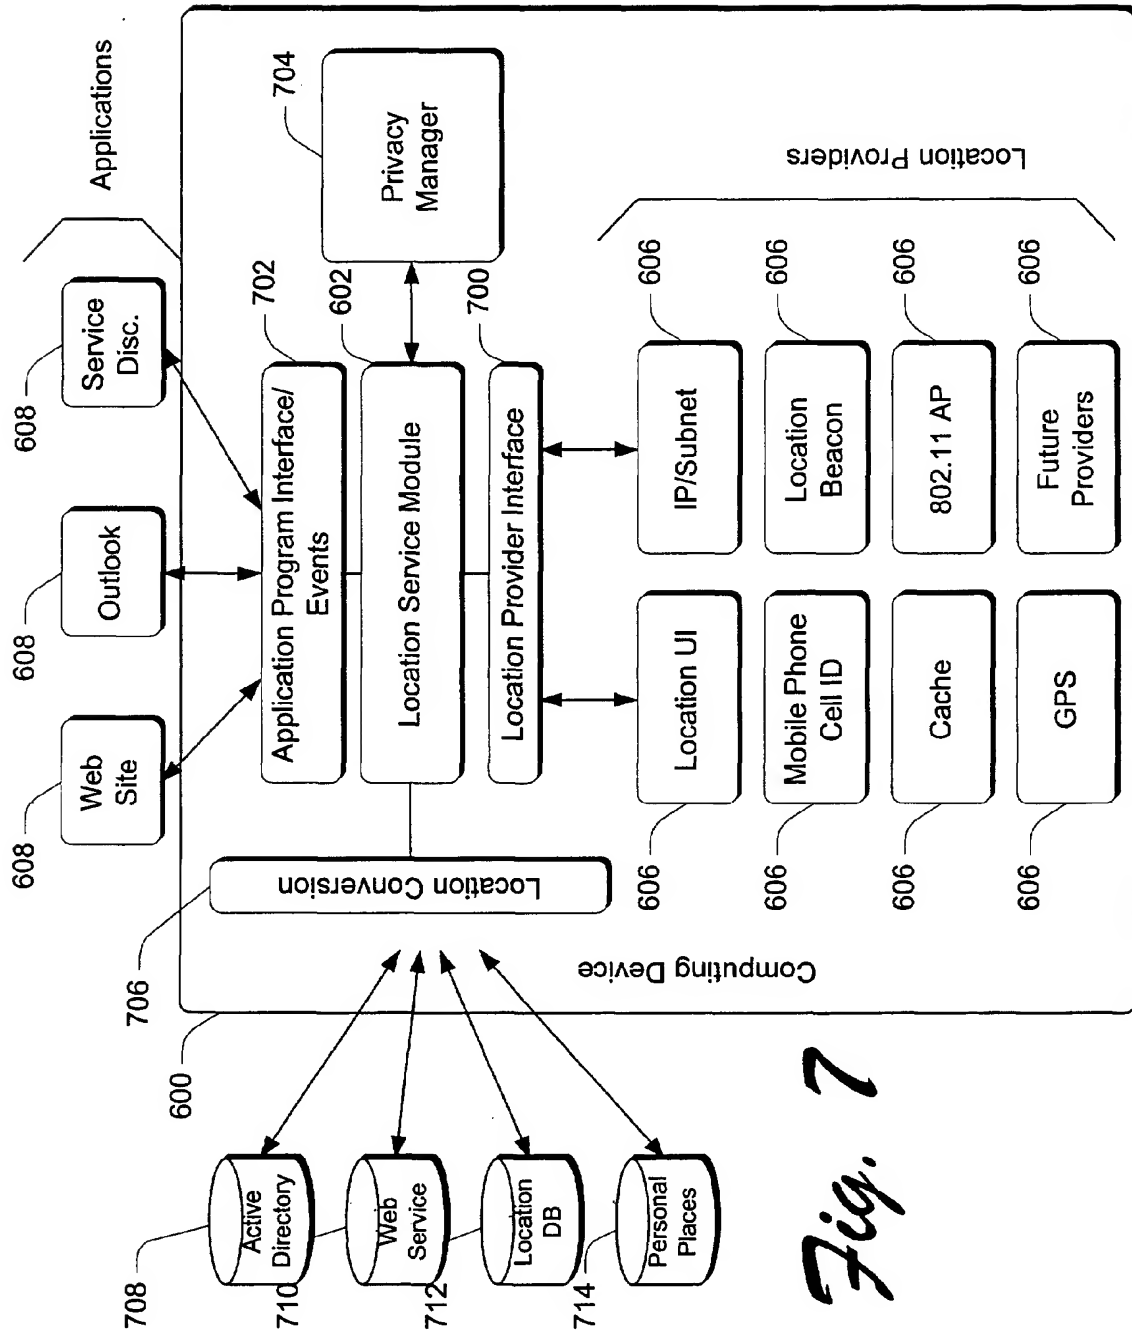 608
608
608
Applications
Web
Site
Outlook
Service
Disc.
706
702
704
600
Application Program Interface/
Events
602
Privacy
Manager
Location Service Module
700
Location Provider Interface
Location Conversion
708
Active
Directory
710
Web
Service
712
Location
DB
714
Personal
Places
Computing Device
Location Providers
606
Location UI
IP/Subnet
606
606
Mobile Phone
Cell ID
Location
Beacon
606
606
Cache
802.11 AP
606
606
GPS
Future
Providers
606
Fig. 7